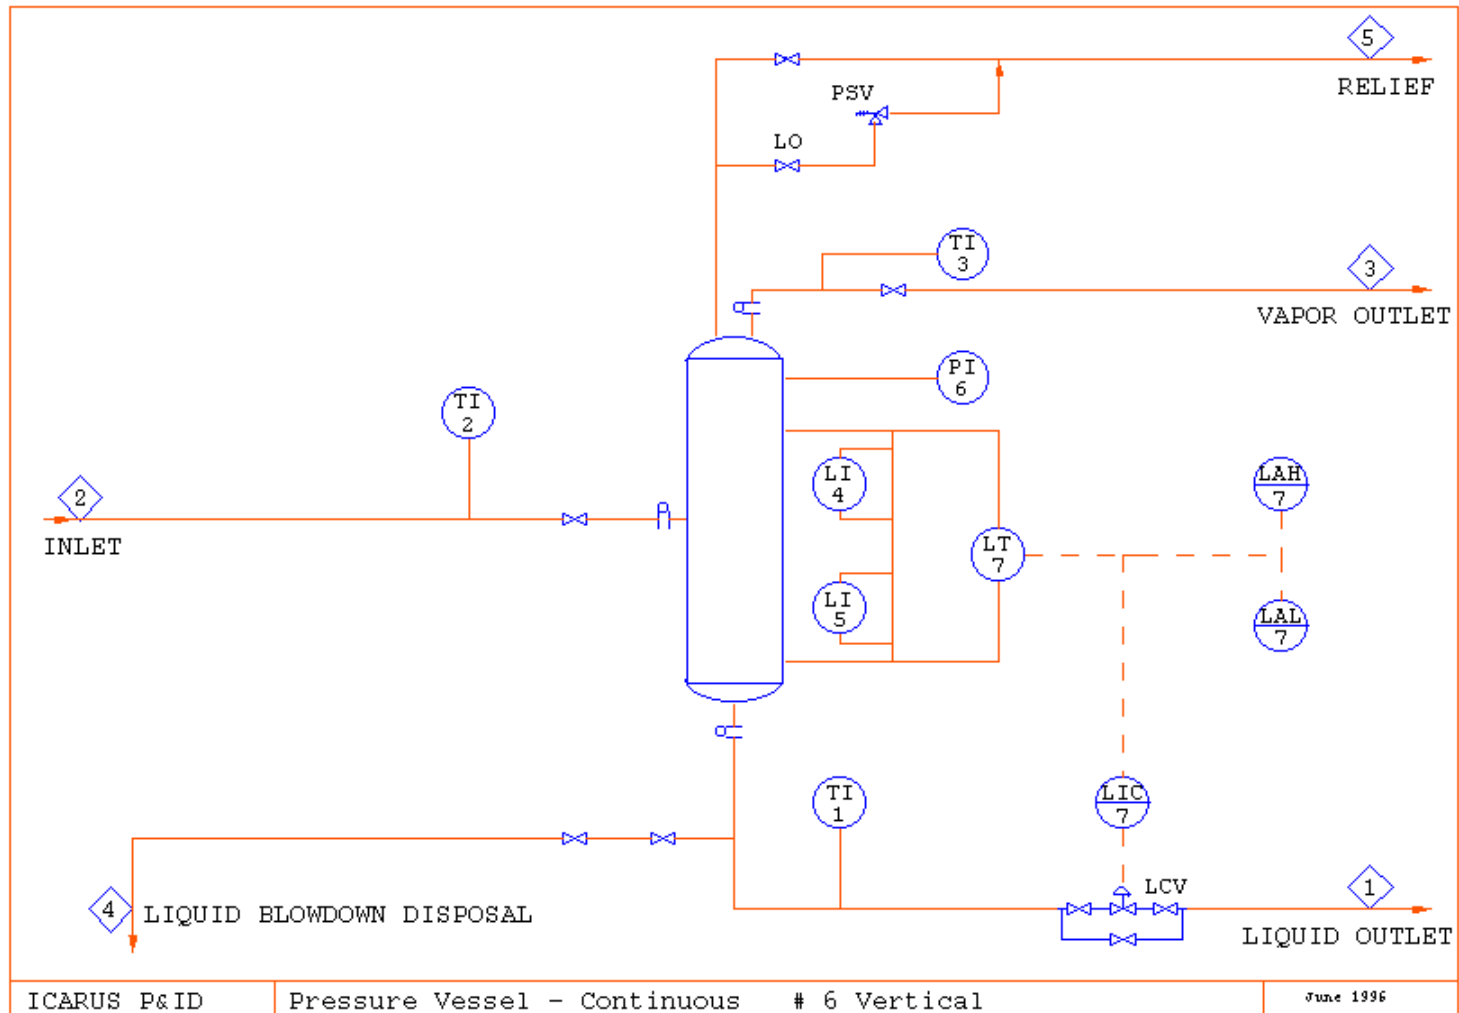 5
RELIEF
PSV
LO
TI
3
3
VAPOR OUTLET
PI
6
TI
2
LI
4
LAH
7
2
INLET
LT
7
LI
5
LAL
7
TI
1
LIC
7
LCV
1
4
LIQUID BLOWDOWN DISPOSAL
LIQUID OUTLET
ICARUS P&ID
Pressure Vessel - Continuous # 6 Vertical
June 1996